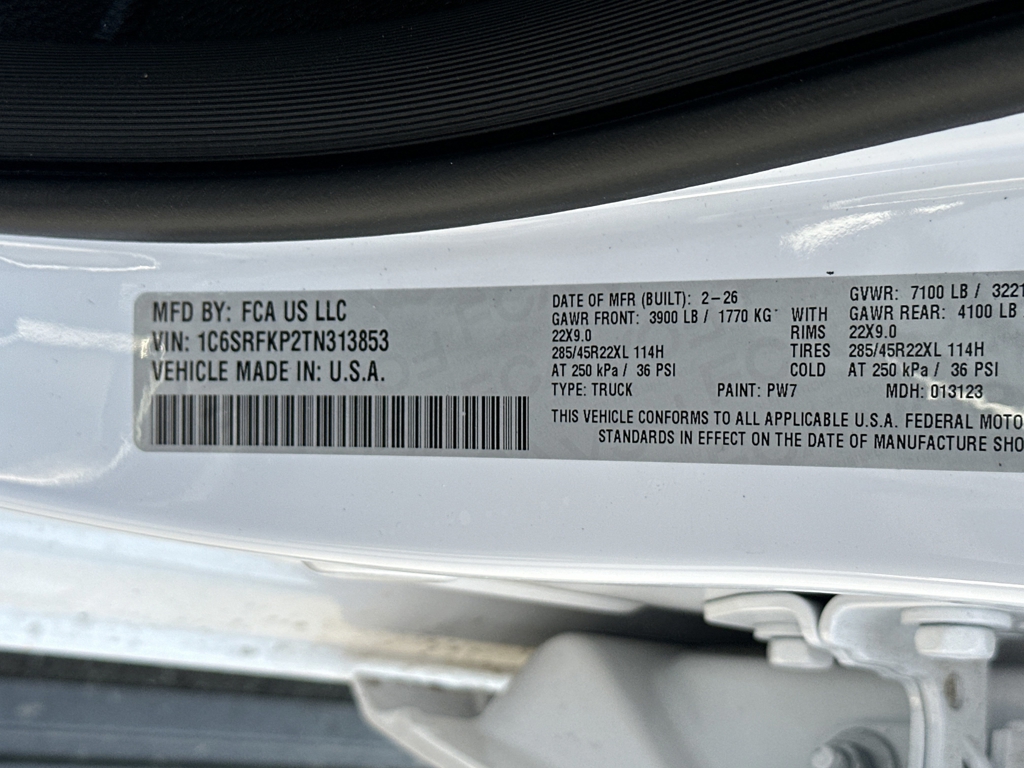 MFD BY: FCA US LLC
VIN: 1C6SRFKP2TN313853
VEHICLE MADE IN: U.S.A.
DATE OF MFR (BUILT): 2-26 GVWR: 7100 LB / 3221
GAWR FRONT: 3900 LB / 1770 KG WITH GAWR REAR: 4100 LB
22X9.0 RIMS 22X9.0
285/45R22XL 114H TIRES 285/45R22XL 114H
AT 250 kPa / 36 PSI COLD AT 250 kPa / 36 PSI
TYPE: TRUCK PAINT: PW7 MDH: 013123
THIS VEHICLE CONFORMS TO ALL APPLICABLE U.S.A. FEDERAL MOTO
STANDARDS IN EFFECT ON THE DATE OF MANUFACTURE SHO